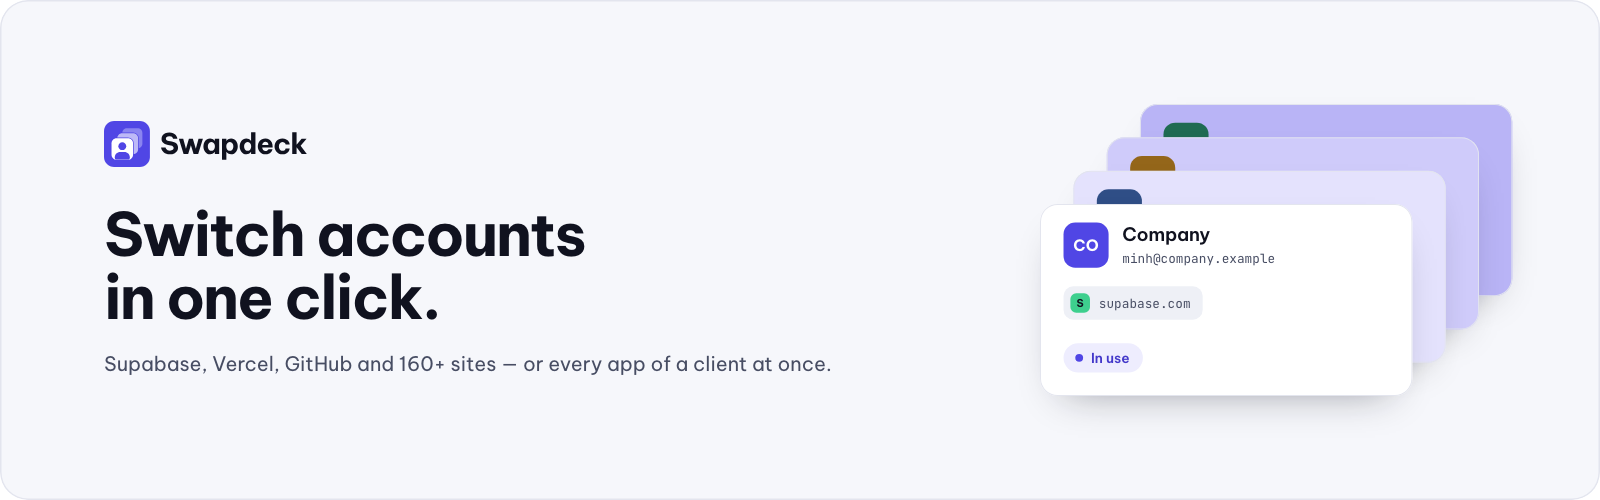 Swapdeck
Switch accounts
in one click.
Supabase, Vercel, GitHub and 160+ sites — or every app of a client at once.
CO
Company
minh@company.example
S
supabase.com
In use